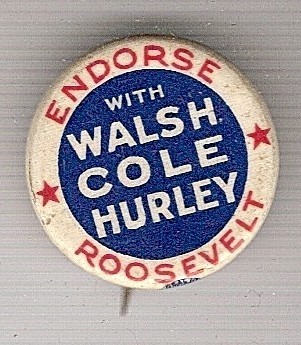 ENDORSE
WITH
WALSH
COLE
HURLEY
ROOSEVELT